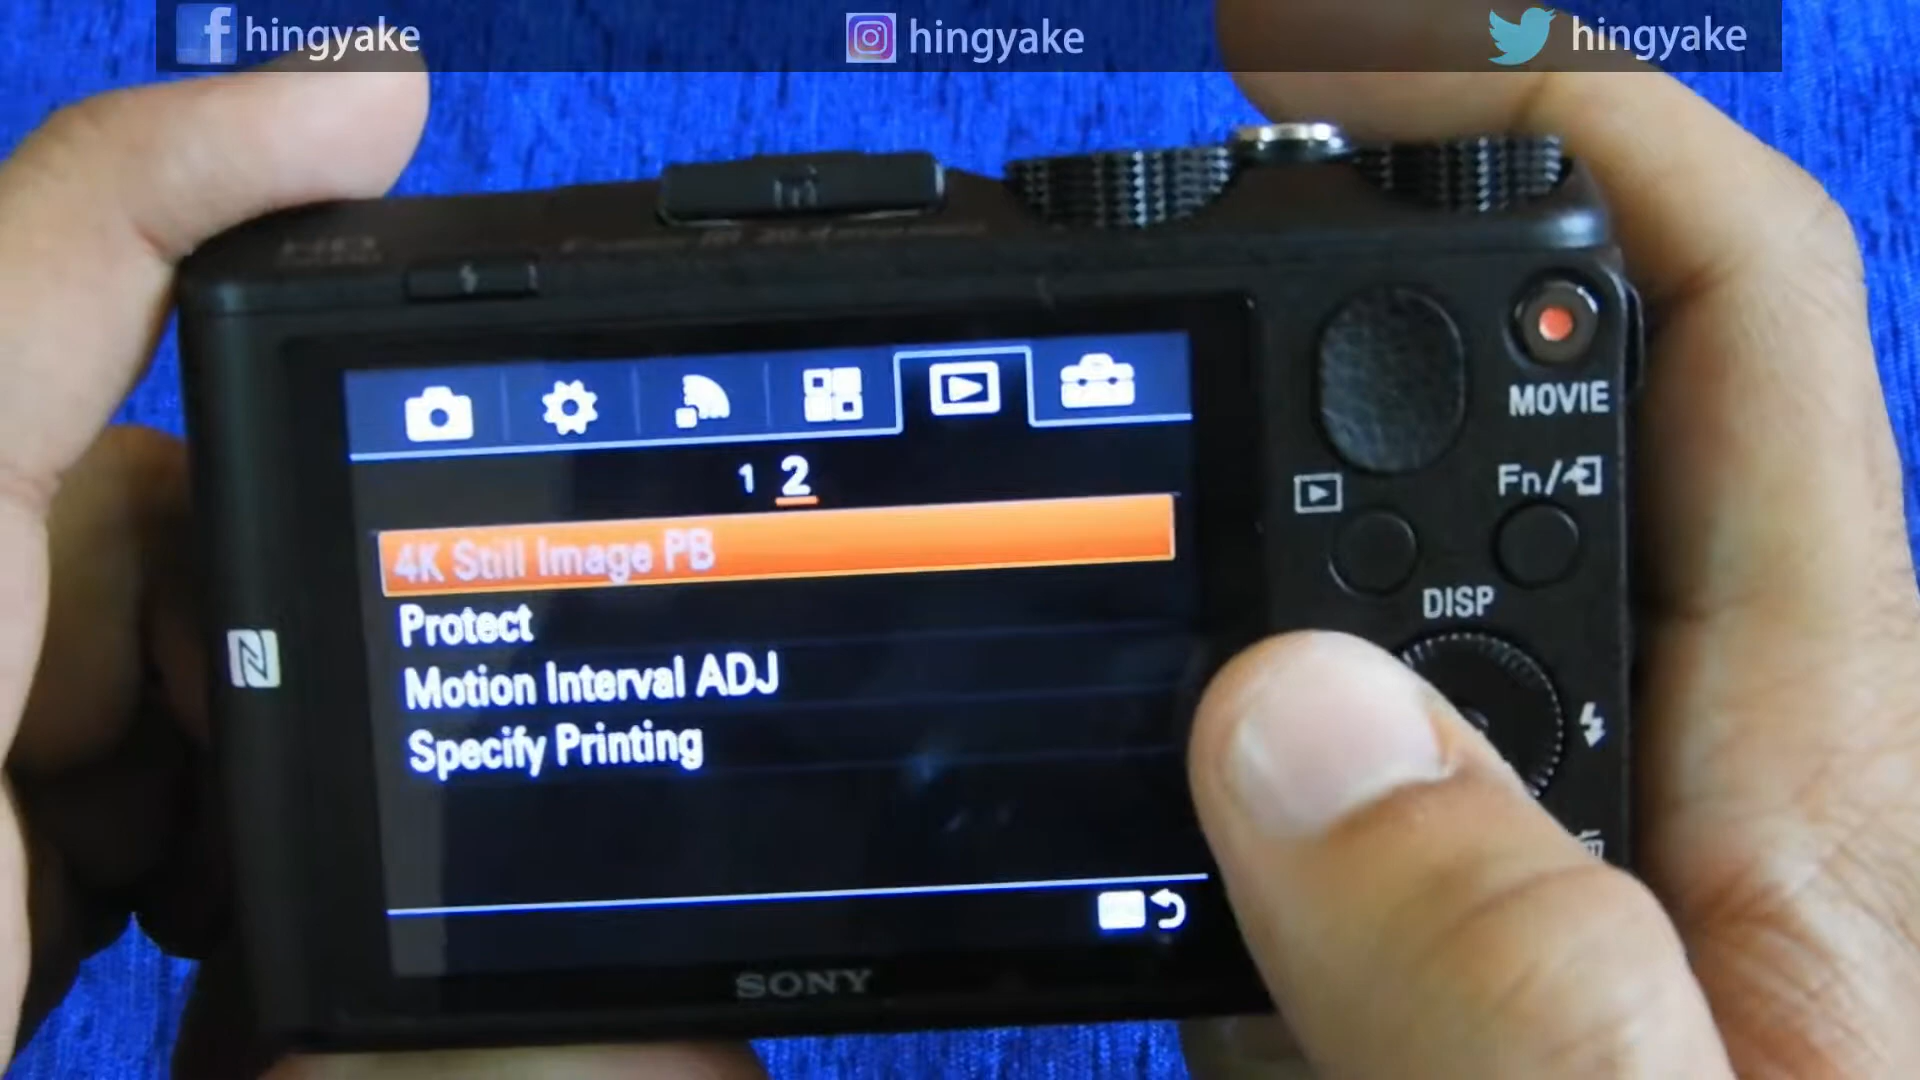 hingyake
hingyake
hingyake
MOVIE
Fn/
DISP
1 2
4K Still Image PB
Protect
Motion Interval ADJ
Specify Printing
SONY